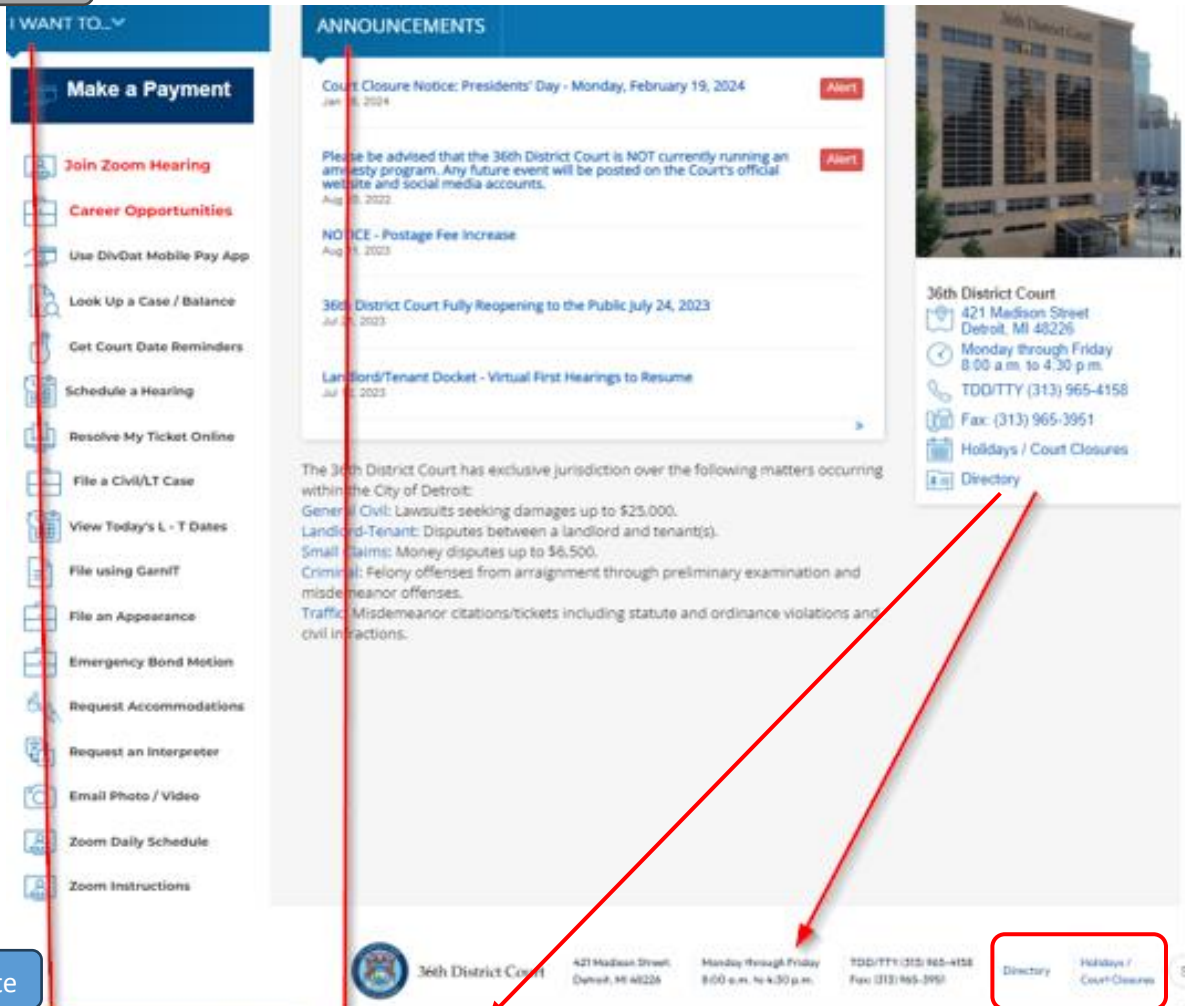 I WANT TO...
Make a Payment
Join Zoom Hearing
Career Opportunities
Use DivDat Mobile Pay App
Look Up a Case / Balance
Get Court Date Reminders
Schedule a Hearing
Resolve My Ticket Online
File a Civil/LT Case
View Today's L - T Dates
File using GarnIT
File an Appearance
Emergency Bond Motion
Request Accommodations
Request an Interpreter
Email Photo / Video
Zoom Daily Schedule
Zoom Instructions
ANNOUNCEMENTS
Court Closure Notice: Presidents' Day - Monday, February 19, 2024
Alert
Jan 2024
Please be advised that the 36th District Court is NOT currently running an
Alert
amnesty program. Any future event will be posted on the Court's official
website and social media accounts.
Aug 2022
NOTICE - Postage Fee Increase
Aug 2023
36th District Court Fully Reopening to the Public July 24, 2023
Jul 2023
Landlord/Tenant Docket - Virtual First Hearings to Resume
Jul 2023
»
The 36th District Court has exclusive jurisdiction over the following matters occurring
within the City of Detroit:
General Civil: Lawsuits seeking damages up to $25,000.
Landlord-Tenant: Disputes between a landlord and tenant(s).
Small Claims: Money disputes up to $6,500.
Criminal: Felony offenses from arraignment through preliminary examination and
misdemeanor offenses.
Traffic: Misdemeanor citations/tickets including statute and ordinance violations and
civil infractions.
36th District Court
36th District Court
421 Madison Street
Detroit, MI 48226
Monday through Friday
8:00 a.m. to 4:30 p.m.
TDD/TTY (313) 965-4158
Fax: (313) 965-3951
Holidays / Court Closures
Directory
te
36th District Court
421 Madison Street
Detroit, MI 48226
Monday through Friday
8:00 a.m. to 4:30 p.m.
TDD/TTY (313) 965-4158
Fax: (313) 965-3951
Directory
Holidays /
Court Closures